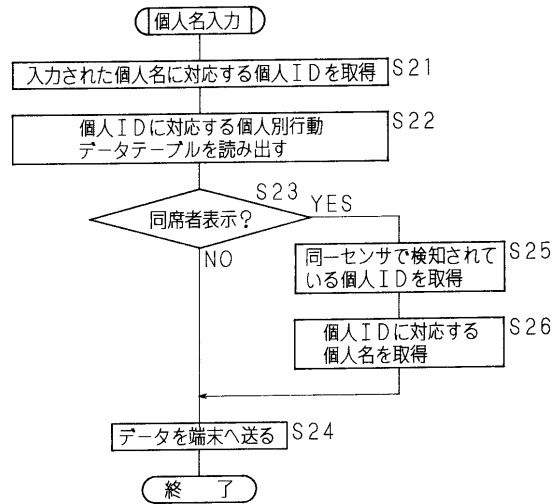 個人名入力
入力された個人名に対応する個人IDを取得 S21
個人IDに対応する個人別行動 S22
データテーブルを読み出す
S23
同席者表示? YES
NO
同一センサで検知されて S25
いる個人IDを取得
個人IDに対応する S26
個人名を取得
データを端末へ送る S24
終 了